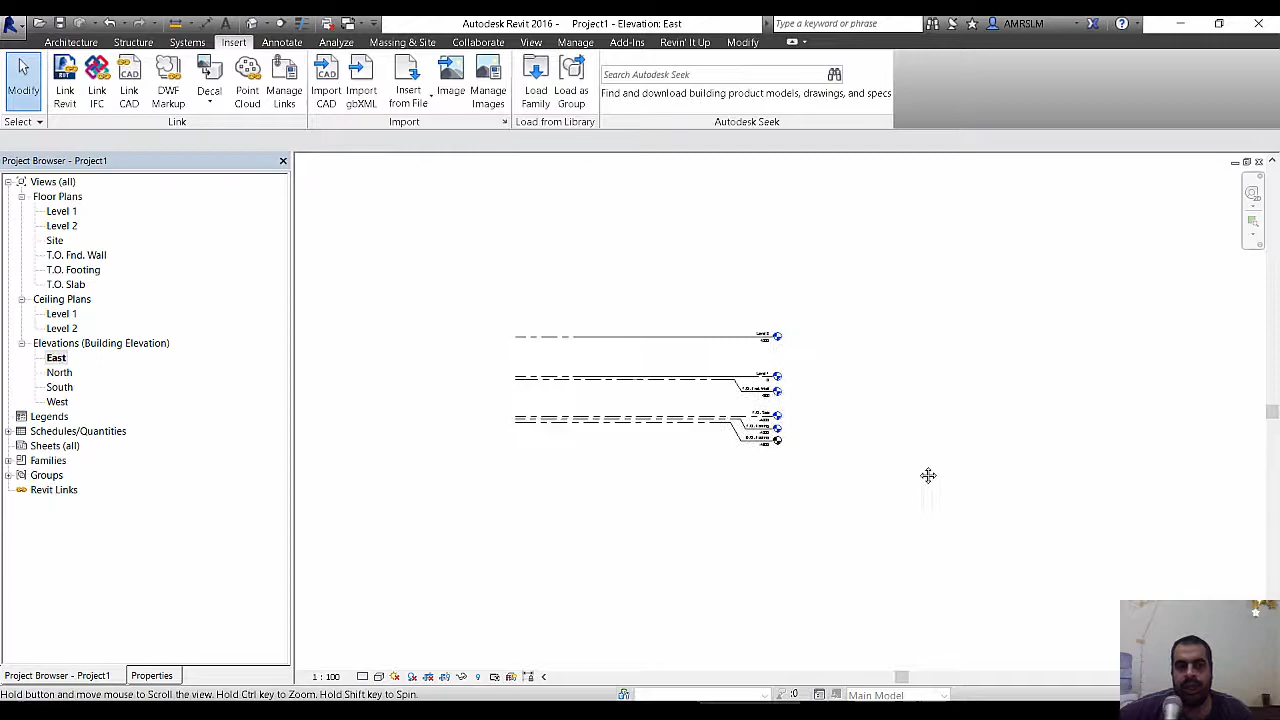 Autodesk Revit 2016 - Project1 - Elevation: East
Type a keyword or phrase
AMRSLM
Architecture Structure Systems Insert Annotate Analyze Massing & Site Collaborate View Manage Add-Ins Revin' It Up Modify
Modify
Link Revit
Link IFC
Link CAD
DWF Markup
Decal
Point Cloud
Manage Links
Import CAD
Import gbXML
Insert from File
Image
Manage Images
Load Family
Load as Group
Search Autodesk Seek
Find and download building product models, drawings, and specs
Select
Link
Import
Load from Library
Autodesk Seek
Project Browser - Project1
Views (all)
Floor Plans
Level 1
Level 2
Site
T.O. Fnd. Wall
T.O. Footing
T.O. Slab
Ceiling Plans
Level 1
Level 2
Elevations (Building Elevation)
East
North
South
West
Legends
Schedules/Quantities
Sheets (all)
Families
Groups
Revit Links
Project Browser - Project1
Properties
1 : 100
Hold button and move mouse to Scroll the view. Hold Ctrl key to Zoom. Hold Shift key to Spin.
:0
Main Model